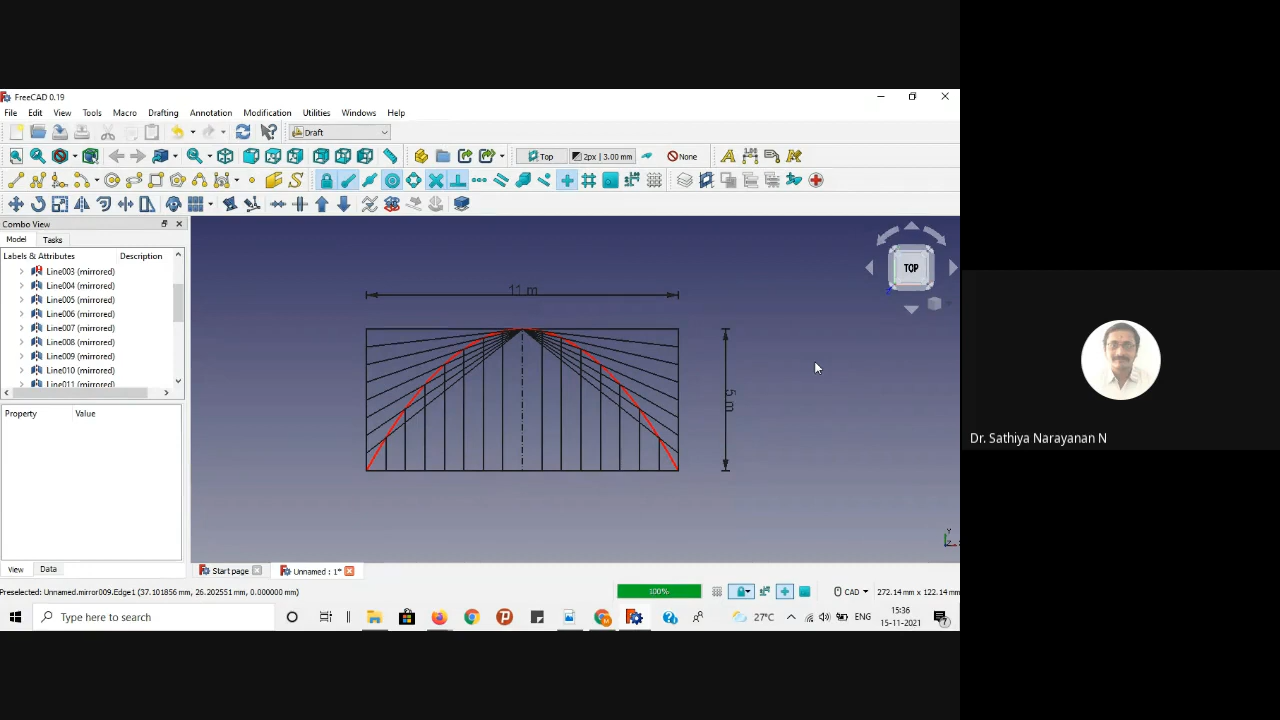 FreeCAD 0.19
File Edit View Tools Macro Drafting Annotation Modification Utilities Windows Help
Draft
Top 2px | 3.00 mm None
Combo View
Model Tasks
Labels & Attributes Description
Line003 (mirrored)
Line004 (mirrored)
Line005 (mirrored)
Line006 (mirrored)
Line007 (mirrored)
Line008 (mirrored)
Line009 (mirrored)
Line010 (mirrored)
Line011 (mirrored)
Property Value
View Data
TOP
11 m
5 m
Y
Start page Unnamed : 1*
Preselected: Unnamed.mirror009.Edge1 (37.101856 mm, 26.202551 mm, 0.000000 mm)
100% CAD 272.14 mm x 122.14 mm
Type here to search
27°C ENG
15:36
15-11-2021
Dr. Sathiya Narayanan N